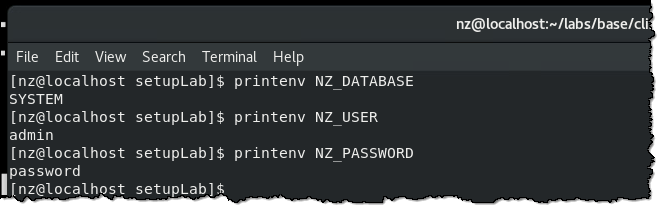 nz@localhost:~/labs/base/cli
File Edit View Search Terminal Help
[nz@localhost setupLab]$ printenv NZ_DATABASE
SYSTEM
[nz@localhost setupLab]$ printenv NZ_USER
admin
[nz@localhost setupLab]$ printenv NZ_PASSWORD
password
[nz@localhost setupLab]$